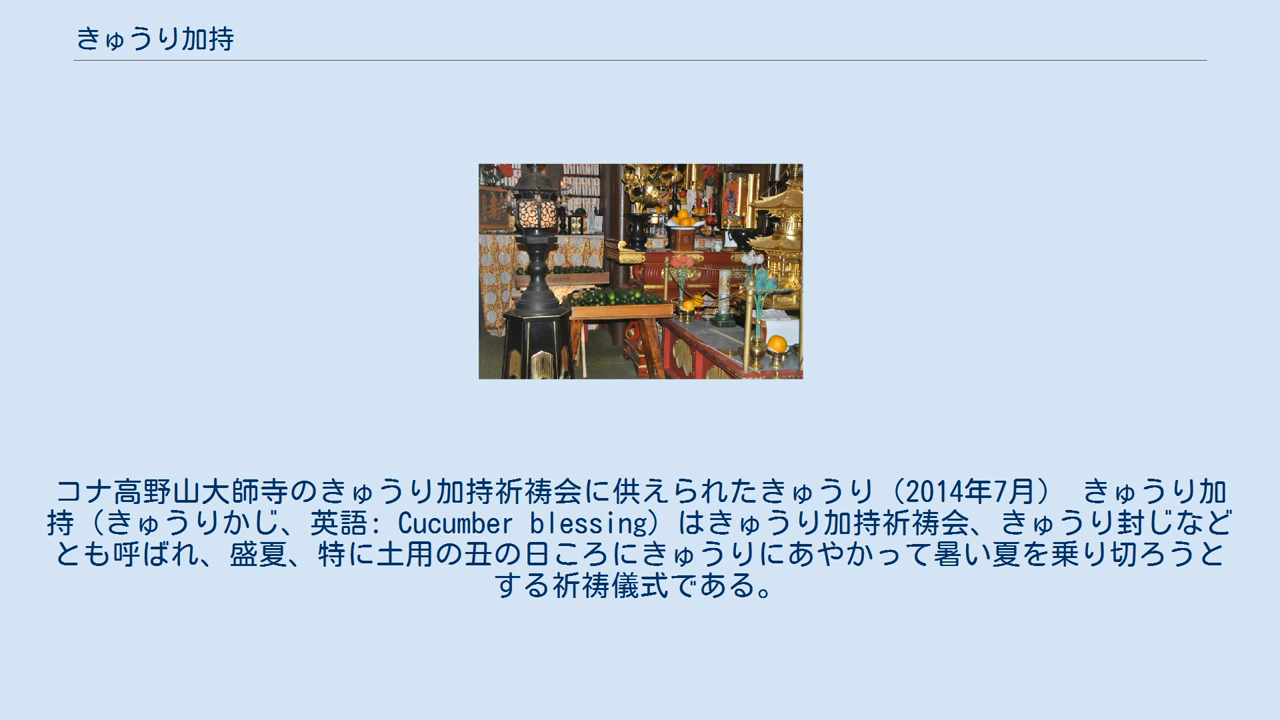 きゅうり加持
コナ高野山大師寺のきゅうり加持祈祷会に供えられたきゅうり（2014年7月） きゅうり加
持（きゅうりかじ、英語: Cucumber blessing）はきゅうり加持祈祷会、きゅうり封じなど
とも呼ばれ、盛夏、特に土用の丑の日ころにきゅうりにあやかって暑い夏を乗り切ろうと
する祈祷儀式である。